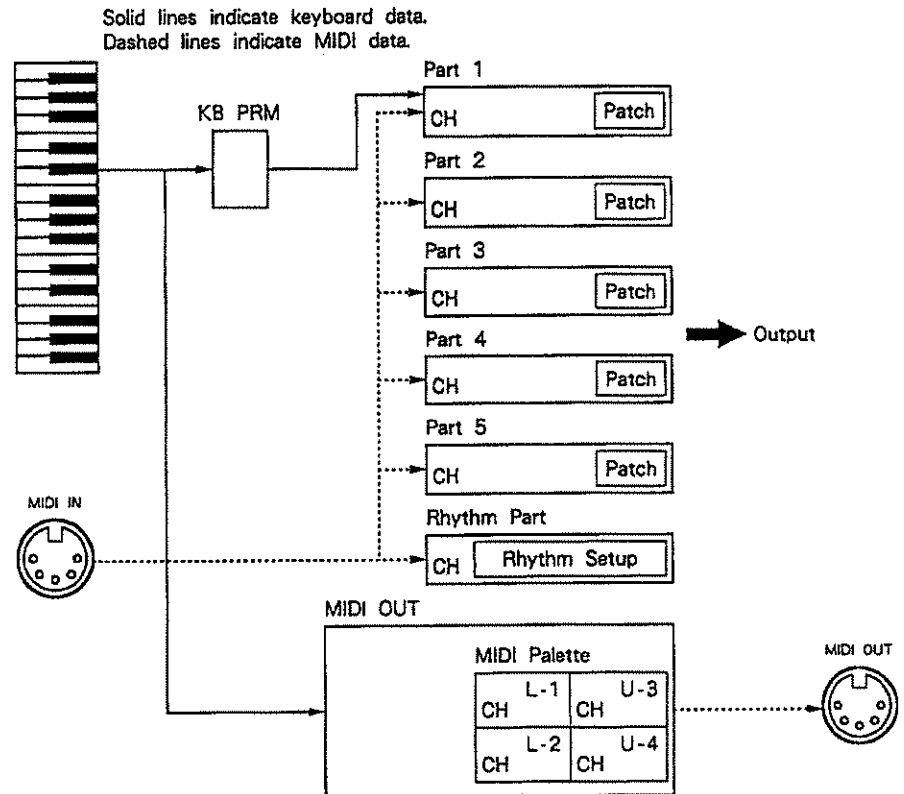 Solid lines indicate keyboard data.
Dashed lines indicate MIDI data.
KB PRM
Part 1
CH
Patch
Part 2
CH
Patch
Part 3
CH
Patch
Output
Part 4
CH
Patch
Part 5
CH
Patch
MIDI IN
Rhythm Part
CH
Rhythm Setup
MIDI OUT
MIDI Palette
L-1
CH
U-3
CH
L-2
CH
U-4
CH
MIDI OUT